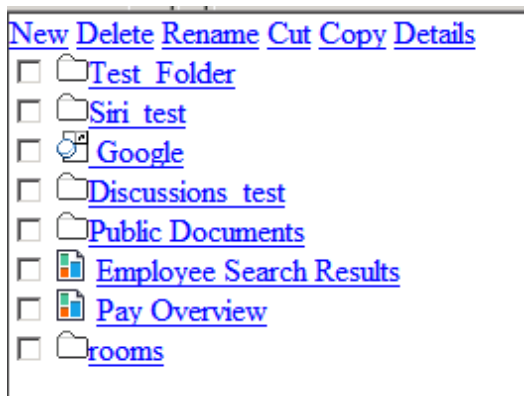 New Delete Rename Cut Copy Details
Test_Folder
Siri_test
Google
Discussions_test
Public Documents
Employee Search Results
Pay Overview
rooms